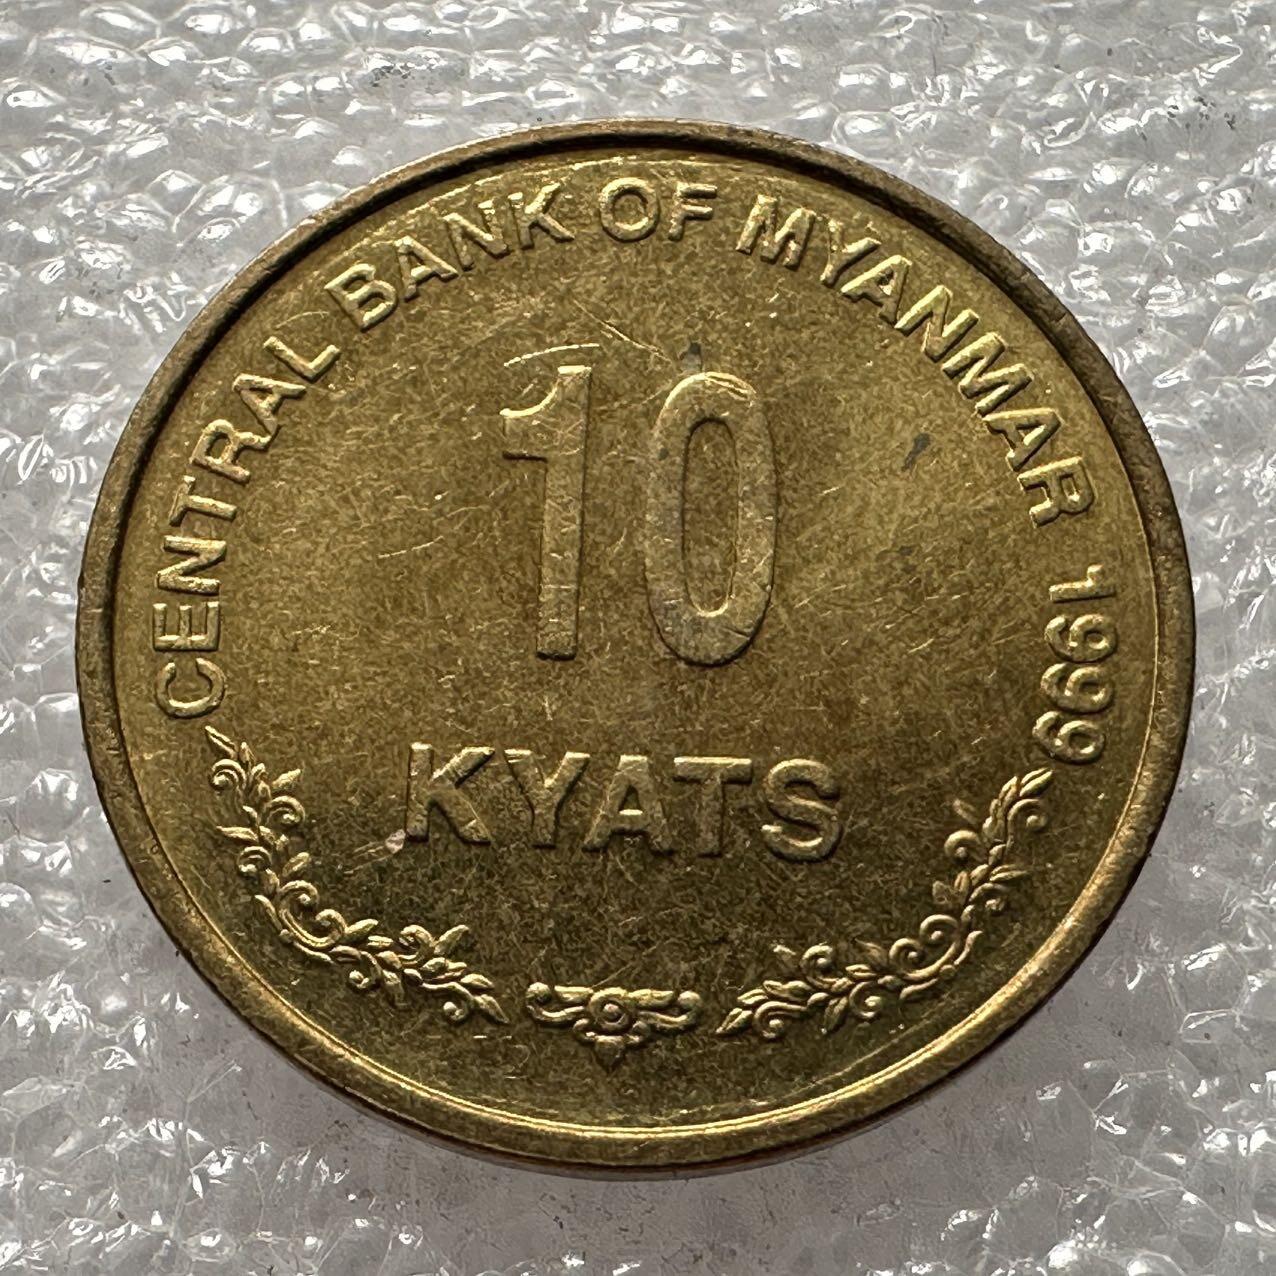 CENTRAL BANK OF MYANMAR 1999
10
KYATS